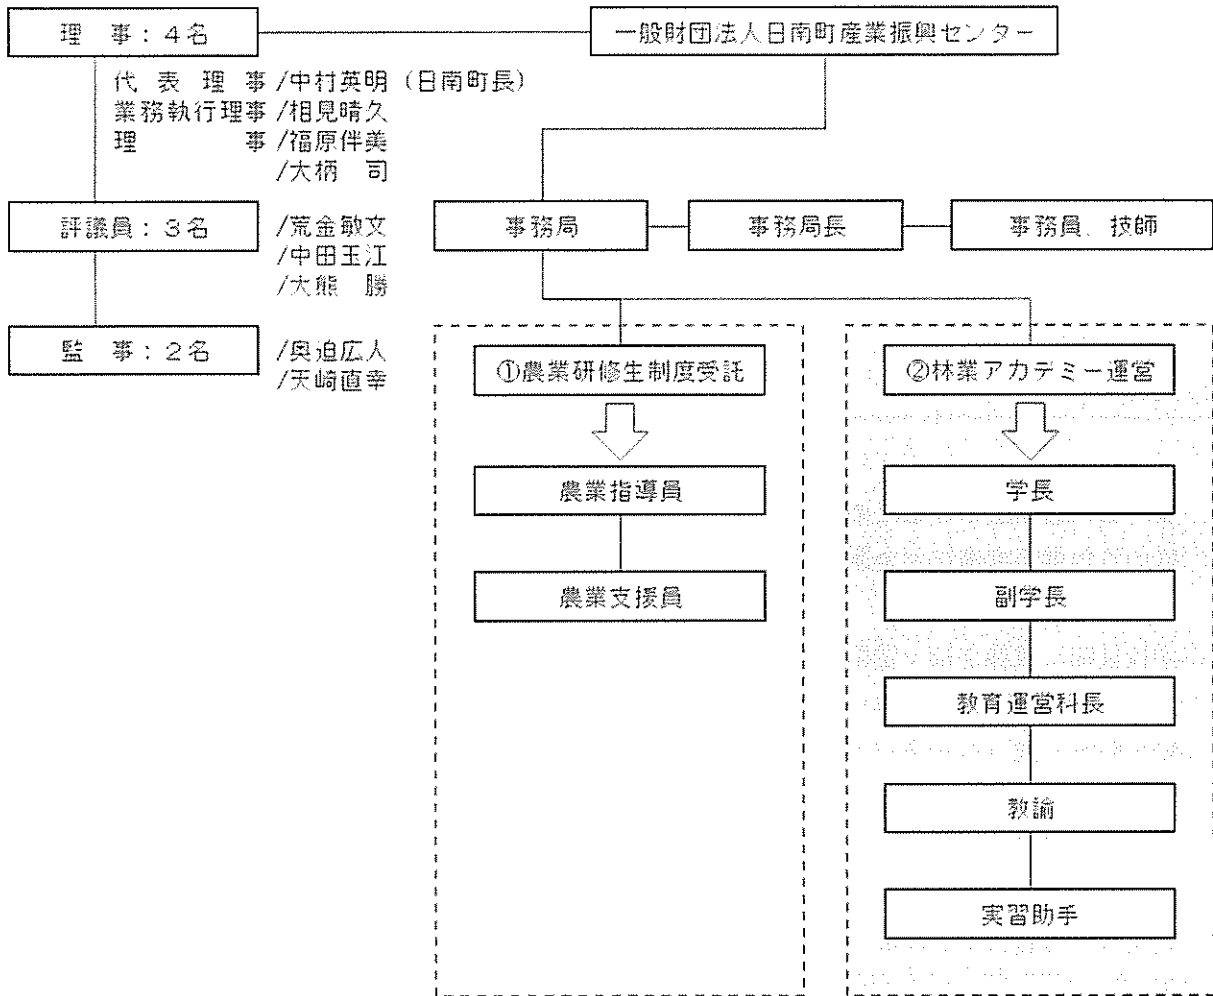 理　事：４名
一般財団法人日南町産業振興センター
代 表 理 事 /中村英明（日南町長）
業務執行理事/相見晴久
理　　　　事/福原伴美
/大柄　司
評議員：３名
/荒金敏文
/中田玉江
/大熊　勝
事務局
事務局長
事務員、技師
監　事：２名
/奥迫広人
/天崎直幸
①農業研修生制度受託
②林業アカデミー運営
農業指導員
学長
農業支援員
副学長
教育運営科長
教諭
実習助手